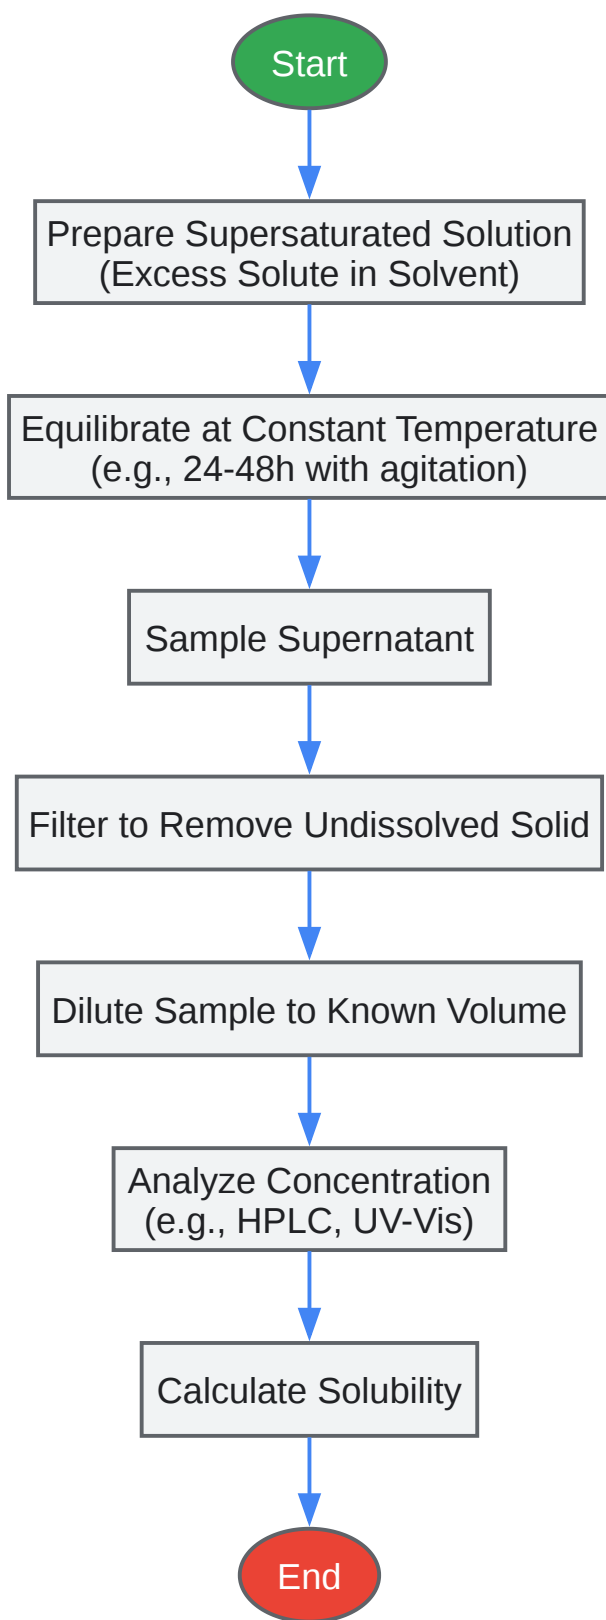 Start
Prepare Supersaturated Solution
(Excess Solute in Solvent)
Equilibrate at Constant Temperature
(e.g., 24-48h with agitation)
Sample Supernatant
Filter to Remove Undissolved Solid
Dilute Sample to Known Volume
Analyze Concentration
(e.g., HPLC, UV-Vis)
Calculate Solubility
End